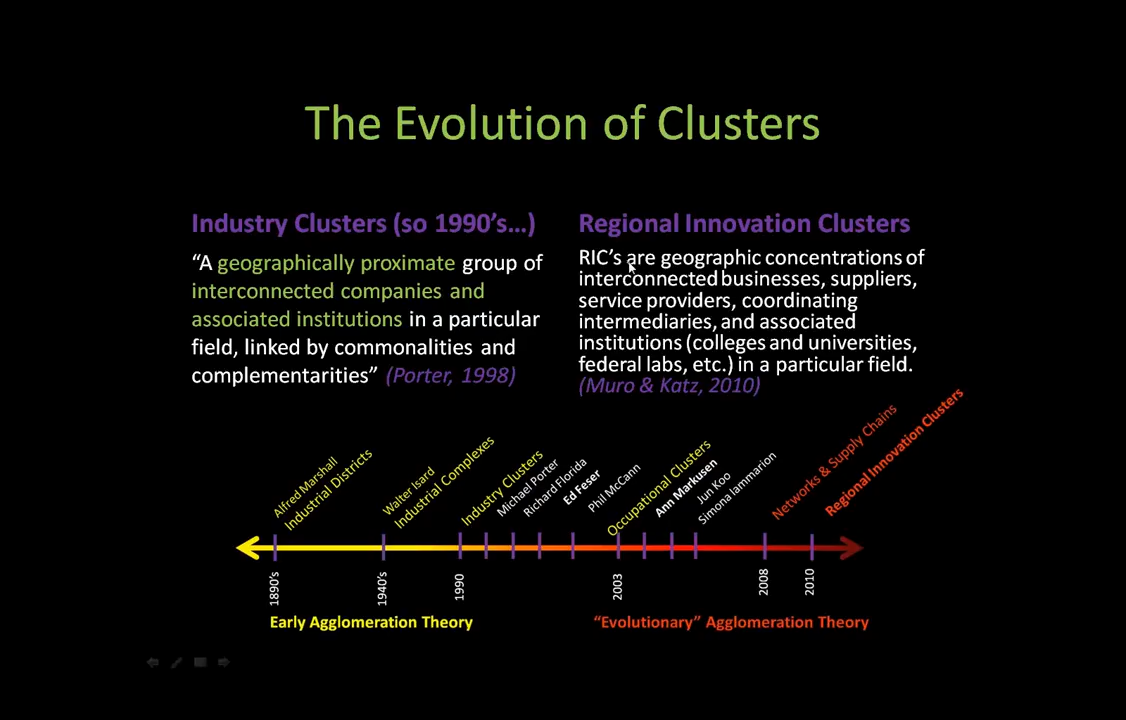 The Evolution of Clusters
Industry Clusters (so 1990's...)
"A geographically proximate group of
interconnected companies and
associated institutions in a particular
field, linked by commonalities and
complementarities" (Porter, 1998)
Regional Innovation Clusters
RIC's are geographic concentrations of
interconnected businesses, suppliers,
service providers, coordinating
intermediaries, and associated
institutions (colleges and universities,
federal labs, etc.) in a particular field.
(Muro & Katz, 2010)
Alfred Marshall
Industrial Districts
Walter Isard
Industrial Complexes
Industry Clusters
Michael Porter
Richard Florida
Ed Feser
Phil McCann
Occupational Clusters
Ann Markusen
Jun Koo
Simona Iammarion
Networks & Supply Chains
Regional Innovation Clusters
1890's
1940's
1990
2003
2008
2010
Early Agglomeration Theory
"Evolutionary" Agglomeration Theory